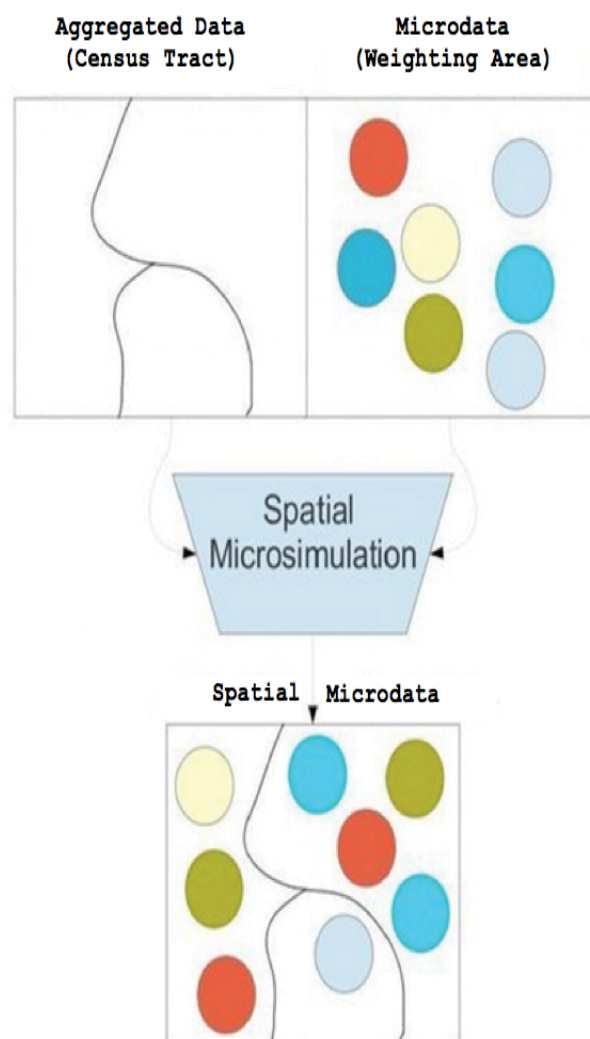 Aggregated Data
(Census Tract)
Microdata
(Weighting Area)
Spatial
Microsimulation
Spatial Microdata